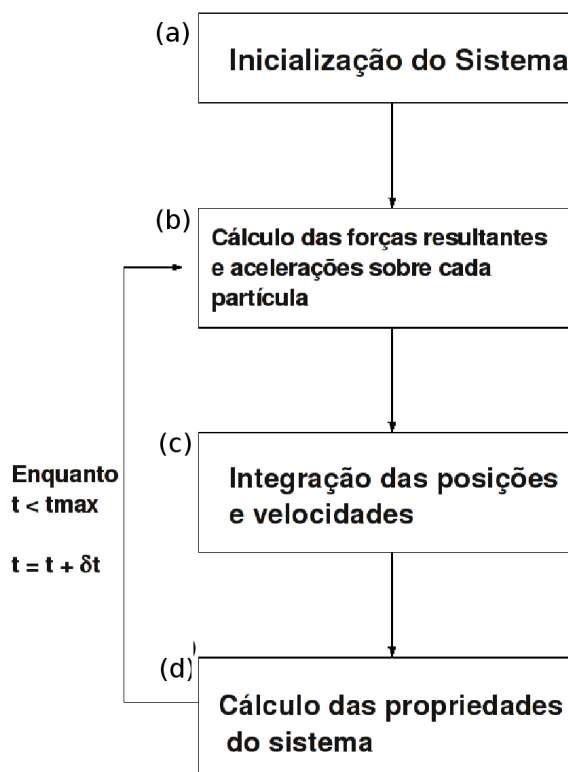 (a)
Inicialização do Sistema
(b)
Cálculo das forças resultantes
e acelerações sobre cada
partícula
(c)
Integração das posições
e velocidades
Enquanto
t < tmax
t = t + δt
(d)
Cálculo das propriedades
do sistema